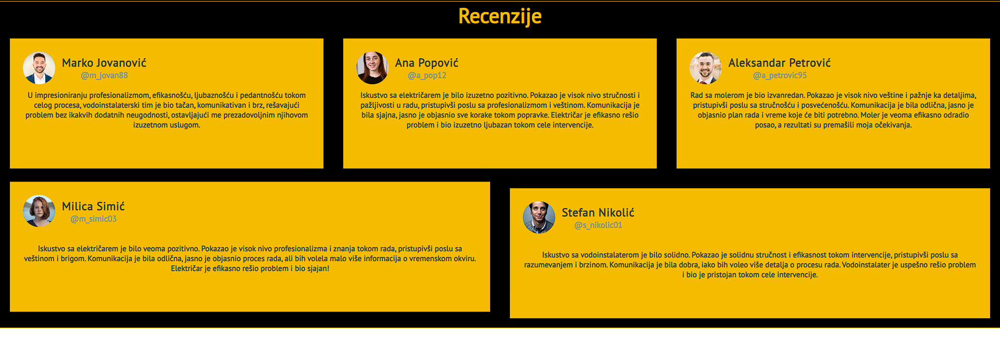 Recenzije
Marko Jovanović
@m_jovan88
U impresioniranju profesionalizmom, efikasnošću, ljubaznošću i pedantnošću tokom
celog procesa, vodoinstalaterski tim je bio tačan, komunikativan i brz, rešavajući
problem bez ikakvih dodatnih neugodnosti, ostavljajući me prezadovoljnim njihovom
izuzetnom uslugom.
Ana Popović
@a_pop12
Iskustvo sa električarem je bilo izuzetno pozitivno. Pokazao je visok nivo stručnosti i
pažljivosti u radu, pristupivši poslu sa profesionalizmom i veštinom. Komunikacija je
bila sjajna, jasno je objasnio sve korake tokom popravke. Električar je efikasno rešio
problem i bio izuzetno ljubazan tokom cele intervencije.
Aleksandar Petrović
@a_petrovic95
Rad sa molerom je bio izvanredan. Pokazao je visok nivo veštine i pažnje ka detaljima,
pristupivši poslu sa stručnošću i posvećenošću. Komunikacija je bila odlična, jasno je
objasnio plan rada i vreme koje će biti potrebno. Moler je veoma efikasno odradio
posao, a rezultati su premašili moja očekivanja.
Milica Simić
@m_simic03
Iskustvo sa električarem je bilo veoma pozitivno. Pokazao je visok nivo profesionalizma i znanja tokom rada, pristupivši poslu sa
veštinom i brigom. Komunikacija je bila odlična, jasno je objasnio proces rada, ali bih volela malo više informacija o vremenskom okviru.
Električar je efikasno rešio problem i bio sjajan!
Stefan Nikolić
@s_nikolic01
Iskustvo sa vodoinstalaterom je bilo solidno. Pokazao je solidnu stručnost i efikasnost tokom intervencije, pristupivši poslu sa
razumevanjem i brzinom. Komunikacija je bila dobra, iako bih voleo više detalja o procesu rada. Vodoinstalater je uspešno rešio problem
i bio je pristojan tokom cele intervencije.